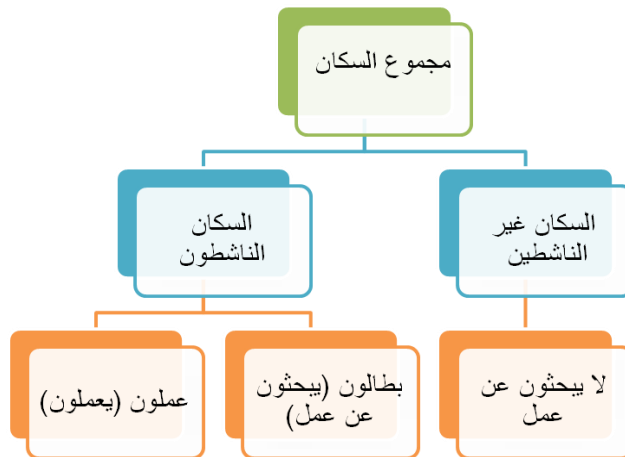 مجموع السكان
السكان غير
الناشطين
السكان
الناشطون
لا يبحثون عن
عمل
بطالون (يبحثون
عن عمل)
عملون (يعملون)